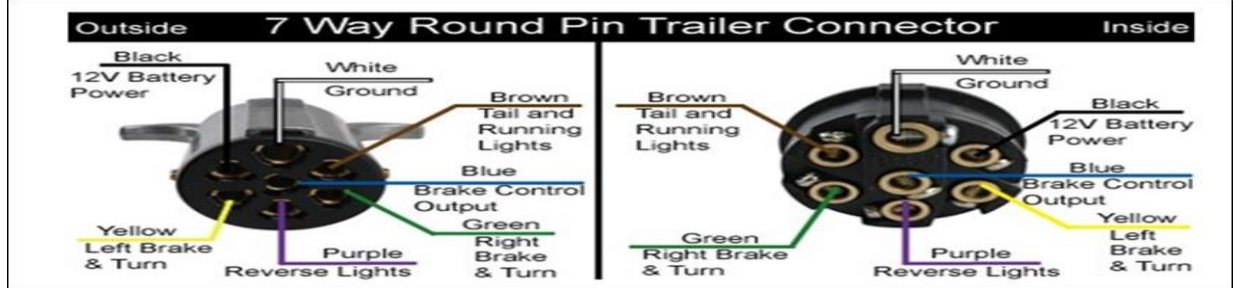 Outside 7 Way Round Pin Trailer Connector Inside
Black
12V Battery
Power
White
Ground
Brown
Tail and
Running
Lights
Blue
Brake Control
Output
Green
Right
Brake
& Turn
Purple
Reverse Lights
Yellow
Left Brake
& Turn
Brown
Tail and
Running
Lights
White
Ground
Black
12V Battery
Power
Blue
Brake Control
Output
Yellow
Left
Brake
& Turn
Green
Right Brake
& Turn
Purple
Reverse Lights